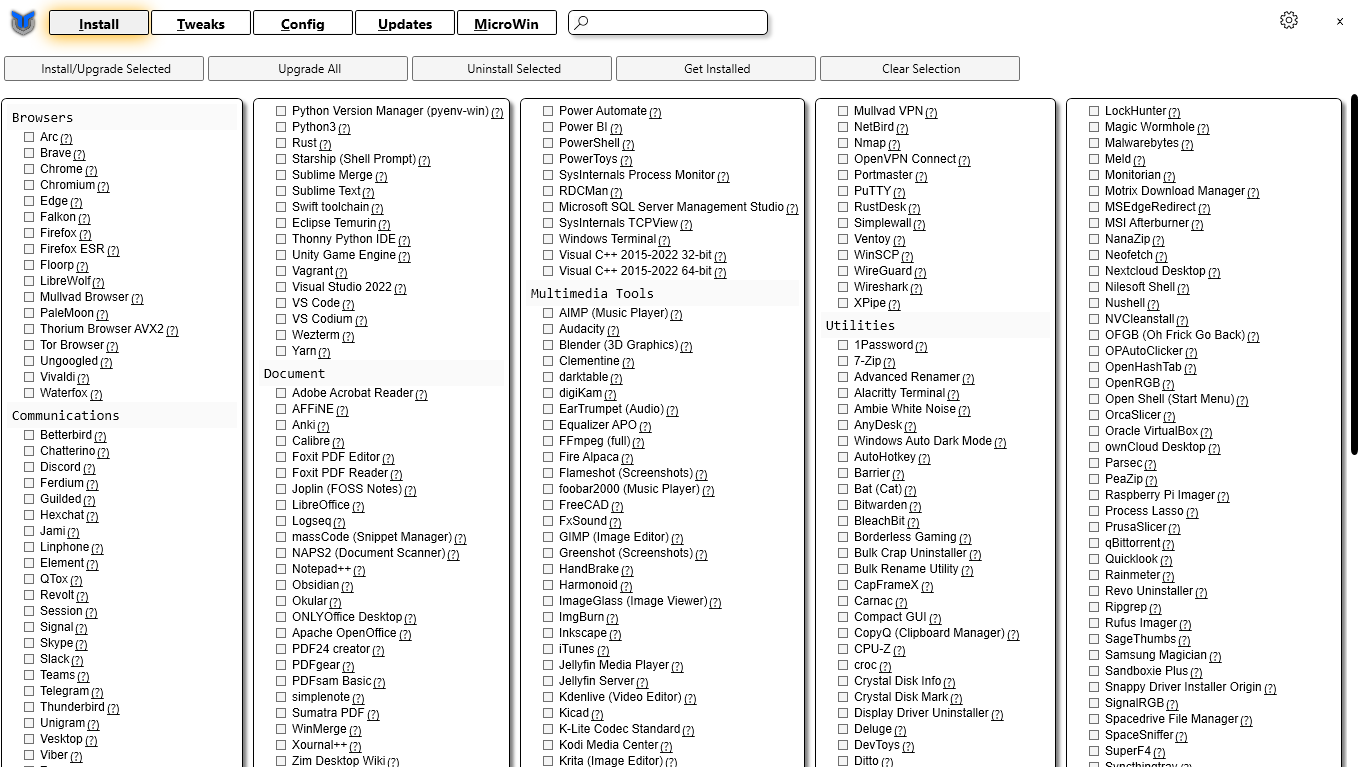 Install
Tweaks
Config
Updates
MicroWin
×
Install/Upgrade Selected
Upgrade All
Uninstall Selected
Get Installed
Clear Selection
Browsers
Arc (?)
Brave (?)
Chrome (?)
Chromium (?)
Edge (?)
Falkon (?)
Firefox (?)
Firefox ESR (?)
Floorp (?)
LibreWolf (?)
Mullvad Browser (?)
PaleMoon (?)
Thorium Browser AVX2 (?)
Tor Browser (?)
Ungoogled (?)
Vivaldi (?)
Waterfox (?)
Communications
Betterbird (?)
Chatterino (?)
Discord (?)
Ferdium (?)
Guilded (?)
Hexchat (?)
Jami (?)
Linphone (?)
Element (?)
QTox (?)
Revolt (?)
Session (?)
Signal (?)
Skype (?)
Slack (?)
Teams (?)
Telegram (?)
Thunderbird (?)
Unigram (?)
Vesktop (?)
Viber (?)
Python Version Manager (pyenv-win) (?)
Python3 (?)
Rust (?)
Starship (Shell Prompt) (?)
Sublime Merge (?)
Sublime Text (?)
Swift toolchain (?)
Eclipse Temurin (?)
Thonny Python IDE (?)
Unity Game Engine (?)
Vagrant (?)
Visual Studio 2022 (?)
VS Code (?)
VS Codium (?)
Wezterm (?)
Yarn (?)
Document
Adobe Acrobat Reader (?)
AFFiNE (?)
Anki (?)
Calibre (?)
Foxit PDF Editor (?)
Foxit PDF Reader (?)
Joplin (FOSS Notes) (?)
LibreOffice (?)
Logseq (?)
massCode (Snippet Manager) (?)
NAPS2 (Document Scanner) (?)
Notepad++ (?)
Obsidian (?)
Okular (?)
ONLYOffice Desktop (?)
Apache OpenOffice (?)
PDF24 creator (?)
PDFgear (?)
PDFsam Basic (?)
simplenote (?)
Sumatra PDF (?)
WinMerge (?)
Xournal++ (?)
Zim Desktop Wiki (?)
Power Automate (?)
Power BI (?)
PowerShell (?)
PowerToys (?)
SysInternals Process Monitor (?)
RDCMan (?)
Microsoft SQL Server Management Studio (?)
SysInternals TCPView (?)
Windows Terminal (?)
Visual C++ 2015-2022 32-bit (?)
Visual C++ 2015-2022 64-bit (?)
Multimedia Tools
AIMP (Music Player) (?)
Audacity (?)
Blender (3D Graphics) (?)
Clementine (?)
darktable (?)
digiKam (?)
EarTrumpet (Audio) (?)
Equalizer APO (?)
FFmpeg (full) (?)
Fire Alpaca (?)
Flameshot (Screenshots) (?)
foobar2000 (Music Player) (?)
FreeCAD (?)
FxSound (?)
GIMP (Image Editor) (?)
Greenshot (Screenshots) (?)
HandBrake (?)
Harmonoid (?)
ImageGlass (Image Viewer) (?)
ImgBurn (?)
Inkscape (?)
iTunes (?)
Jellyfin Media Player (?)
Jellyfin Server (?)
Kdenlive (Video Editor) (?)
Kicad (?)
K-Lite Codec Standard (?)
Kodi Media Center (?)
Krita (Image Editor) (?)
Mullvad VPN (?)
NetBird (?)
Nmap (?)
OpenVPN Connect (?)
Portmaster (?)
PuTTY (?)
RustDesk (?)
Simplewall (?)
Ventoy (?)
WinSCP (?)
WireGuard (?)
Wireshark (?)
XPipe (?)
Utilities
1Password (?)
7-Zip (?)
Advanced Renamer (?)
Alacritty Terminal (?)
Ambie White Noise (?)
AnyDesk (?)
Windows Auto Dark Mode (?)
AutoHotkey (?)
Barrier (?)
Bat (Cat) (?)
Bitwarden (?)
BleachBit (?)
Borderless Gaming (?)
Bulk Crap Uninstaller (?)
Bulk Rename Utility (?)
CapFrameX (?)
Carnac (?)
Compact GUI (?)
CopyQ (Clipboard Manager) (?)
CPU-Z (?)
croc (?)
Crystal Disk Info (?)
Crystal Disk Mark (?)
Display Driver Uninstaller (?)
Deluge (?)
DevToys (?)
Ditto (?)
LockHunter (?)
Magic Wormhole (?)
Malwarebytes (?)
Meld (?)
Monitorian (?)
Motrix Download Manager (?)
MSEdgeRedirect (?)
MSI Afterburner (?)
NanaZip (?)
Neofetch (?)
Nextcloud Desktop (?)
Nilesoft Shell (?)
Nushell (?)
NVCleanstall (?)
OFGB (Oh Frick Go Back) (?)
OPAutoClicker (?)
OpenHashTab (?)
OpenRGB (?)
Open Shell (Start Menu) (?)
OrcaSlicer (?)
Oracle VirtualBox (?)
ownCloud Desktop (?)
Parsec (?)
PeaZip (?)
Raspberry Pi Imager (?)
Process Lasso (?)
PrusaSlicer (?)
qBittorrent (?)
Quicklook (?)
Rainmeter (?)
Revo Uninstaller (?)
Ripgrep (?)
Rufus Imager (?)
SageThumbs (?)
Samsung Magician (?)
Sandboxie Plus (?)
Snappy Driver Installer Origin (?)
SignalRGB (?)
Spacedrive File Manager (?)
SpaceSniffer (?)
SuperF4 (?)
Syncthingtray (?)